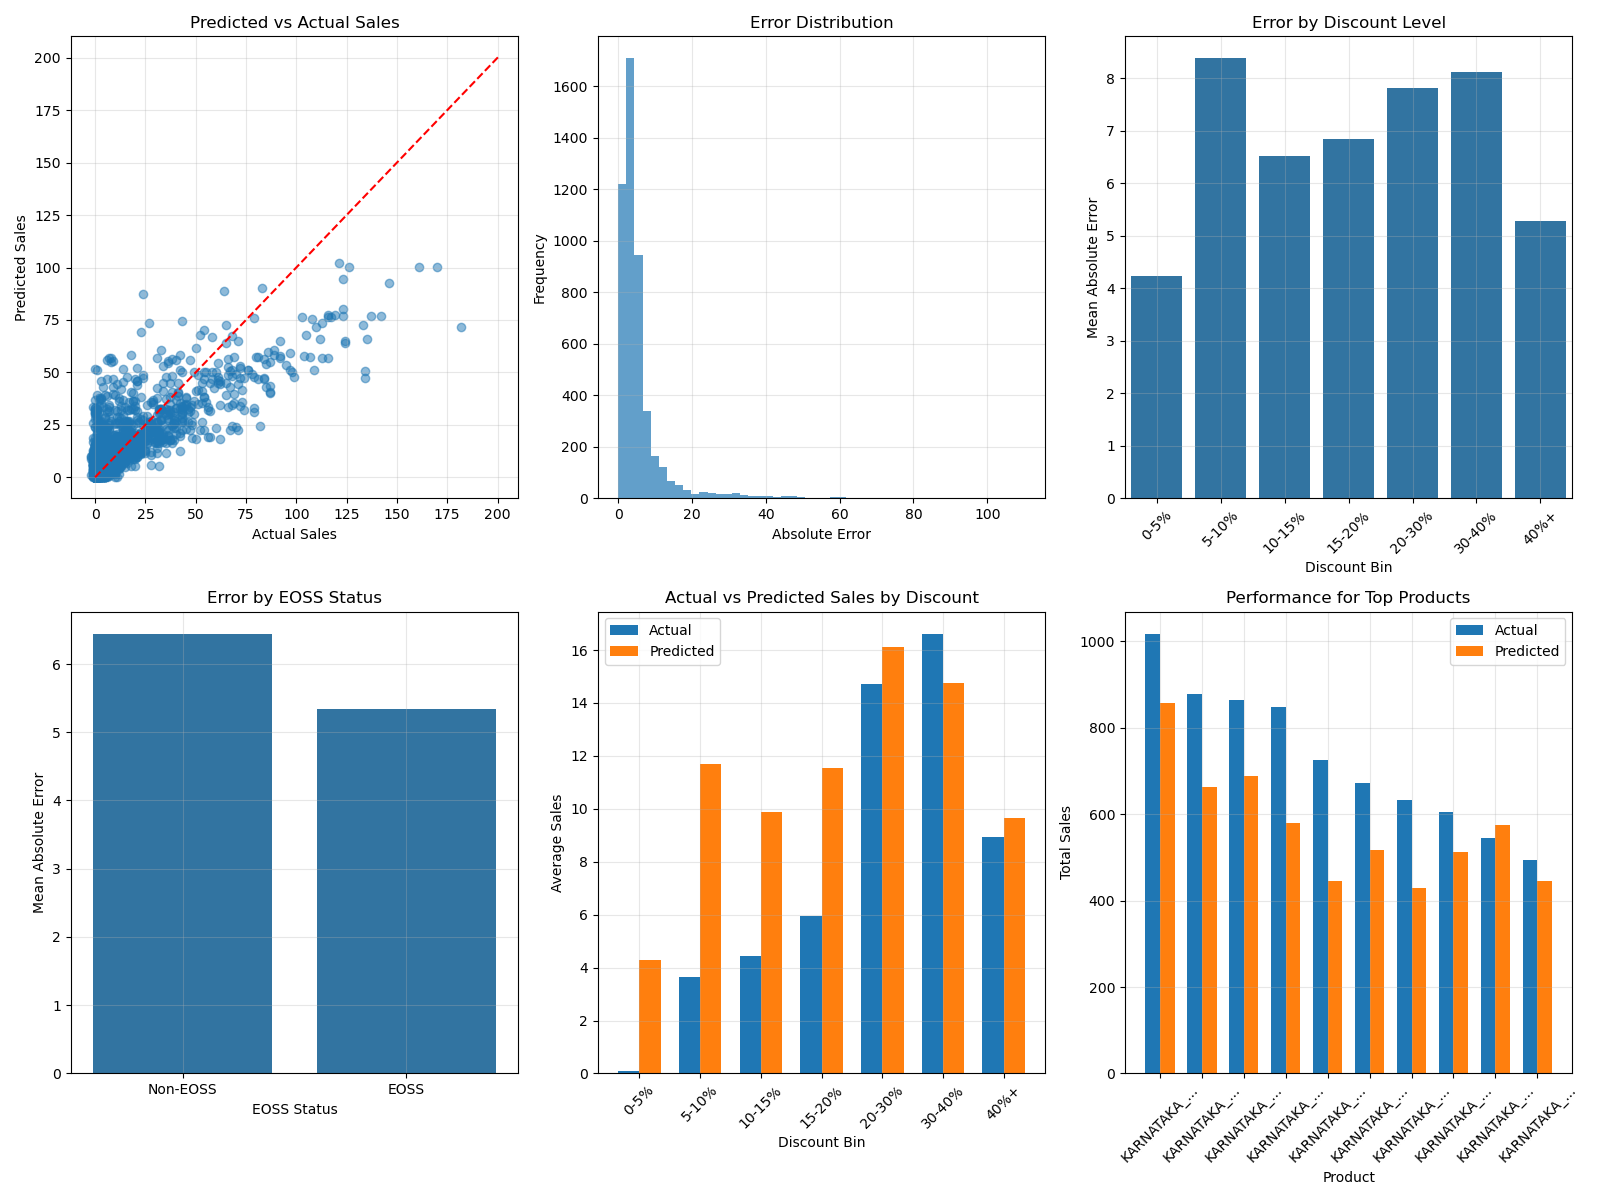 Predicted vs Actual Sales
200
175
150
125
100
75
50
25
0
Predicted Sales
0 25 50 75 100 125 150 175 200
Actual Sales
Error Distribution
1600
1400
1200
1000
800
600
400
200
0
Frequency
0 20 40 60 80 100
Absolute Error
Error by Discount Level
8
7
6
5
4
3
2
1
0
Mean Absolute Error
0-5% 5-10% 10-15% 15-20% 20-30% 30-40% 40%+
Discount Bin
Error by EOSS Status
6
5
4
3
2
1
0
Mean Absolute Error
Non-EOSS EOSS
EOSS Status
Actual vs Predicted Sales by Discount
Actual
Predicted
16
14
12
10
8
6
4
2
0
Average Sales
0-5% 5-10% 10-15% 15-20% 20-30% 30-40% 40%+
Discount Bin
Performance for Top Products
Actual
Predicted
1000
800
600
400
200
0
Total Sales
KARNATAKA_... KARNATAKA_... KARNATAKA_... KARNATAKA_... KARNATAKA_... KARNATAKA_... KARNATAKA_... KARNATAKA_... KARNATAKA_... KARNATAKA_...
Product